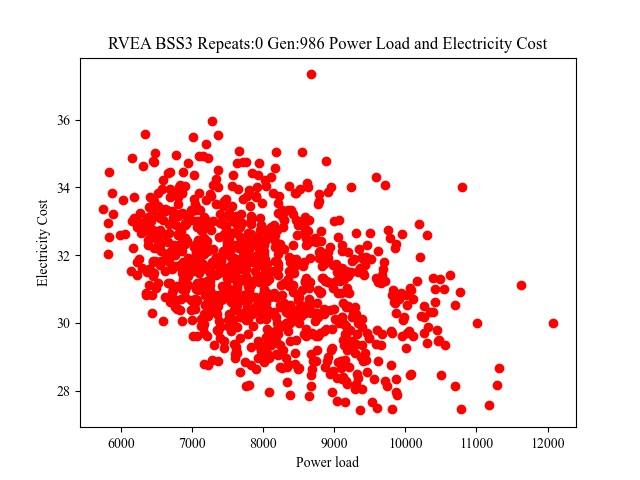 RVEA BSS3 Repeats:0 Gen:986 Power Load and Electricity Cost
Electricity Cost
36
34
32
30
28
6000 7000 8000 9000 10000 11000 12000
Power load